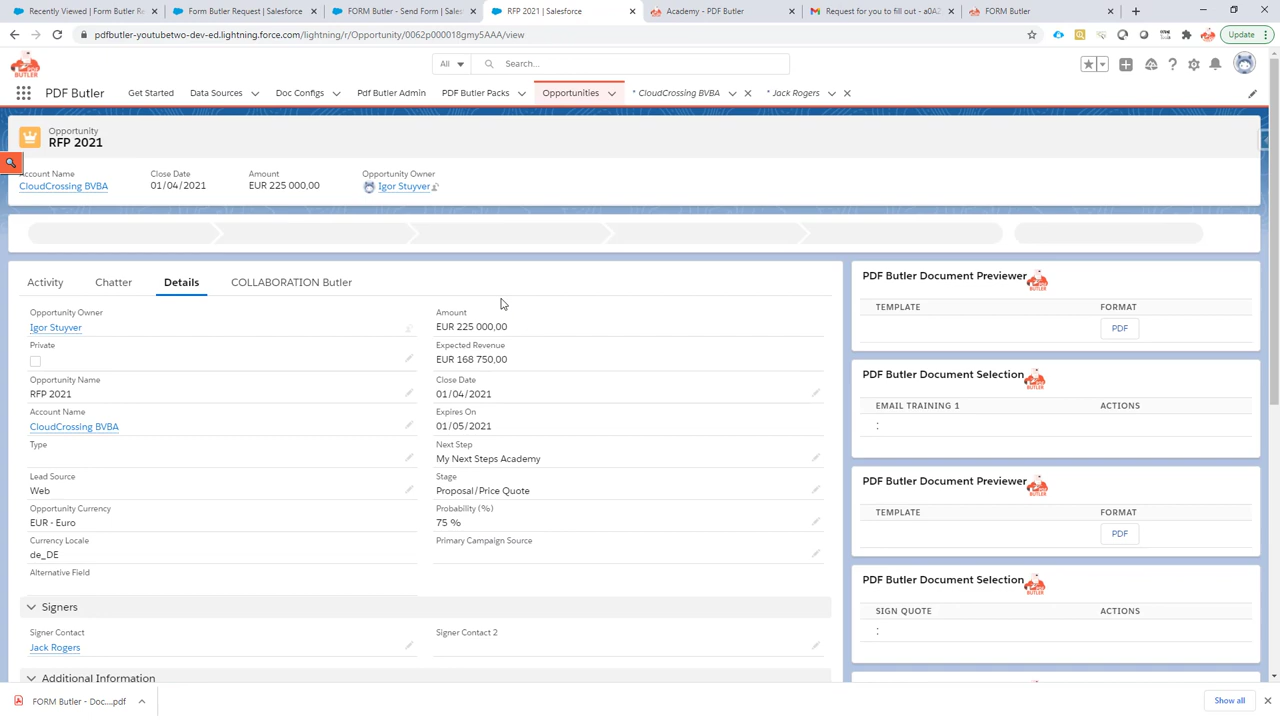 Recently Viewed | Form Butler Re
Form Butler Request | Salesforce
FORM Butler - Send Form | Sales
RFP 2021 | Salesforce
Academy - PDF Butler
Request for you to fill out - a0A2
FORM Butler
pdfbutler-youtubetwo-dev-ed.lightning.force.com/lightning/r/Opportunity/0062p000018gmy5AAA/view
Update
BUTLER
All
Search...
PDF Butler
Get Started
Data Sources
Doc Configs
Pdf Butler Admin
PDF Butler Packs
Opportunities
* CloudCrossing BVBA
* Jack Rogers
Opportunity
RFP 2021
Account Name
CloudCrossing BVBA
Close Date
01/04/2021
Amount
EUR 225 000,00
Opportunity Owner
Igor Stuyver
Activity
Chatter
Details
COLLABORATION Butler
Opportunity Owner
Igor Stuyver
Private
Opportunity Name
RFP 2021
Account Name
CloudCrossing BVBA
Type
Lead Source
Web
Opportunity Currency
EUR - Euro
Currency Locale
de_DE
Alternative Field
Amount
EUR 225 000,00
Expected Revenue
EUR 168 750,00
Close Date
01/04/2021
Expires On
01/05/2021
Next Step
My Next Steps Academy
Stage
Proposal/Price Quote
Probability (%)
75 %
Primary Campaign Source
Signers
Signer Contact
Jack Rogers
Signer Contact 2
Additional Information
PDF Butler Document Previewer
TEMPLATE FORMAT
PDF
PDF Butler Document Selection
EMAIL TRAINING 1 ACTIONS
:
PDF Butler Document Previewer
TEMPLATE FORMAT
PDF
PDF Butler Document Selection
SIGN QUOTE ACTIONS
:
FORM Butler - Doc....pdf
Show all